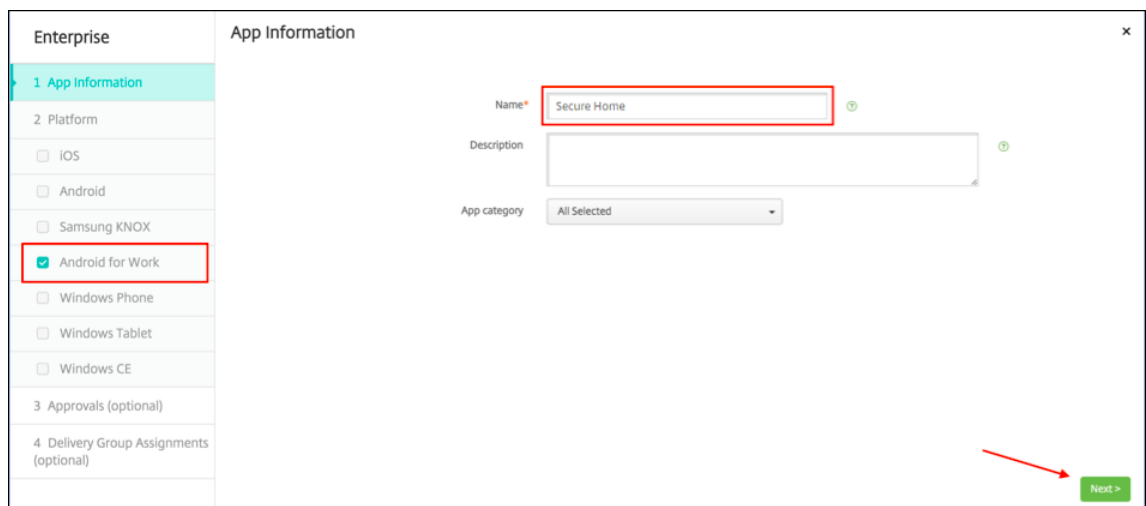 Enterprise
App Information
×
1 App Information
2 Platform
iOS
Android
Samsung KNOX
Android for Work
Windows Phone
Windows Tablet
Windows CE
3 Approvals (optional)
4 Delivery Group Assignments
(optional)
Name*
Secure Home
?
Description
?
App category
All Selected
Next >